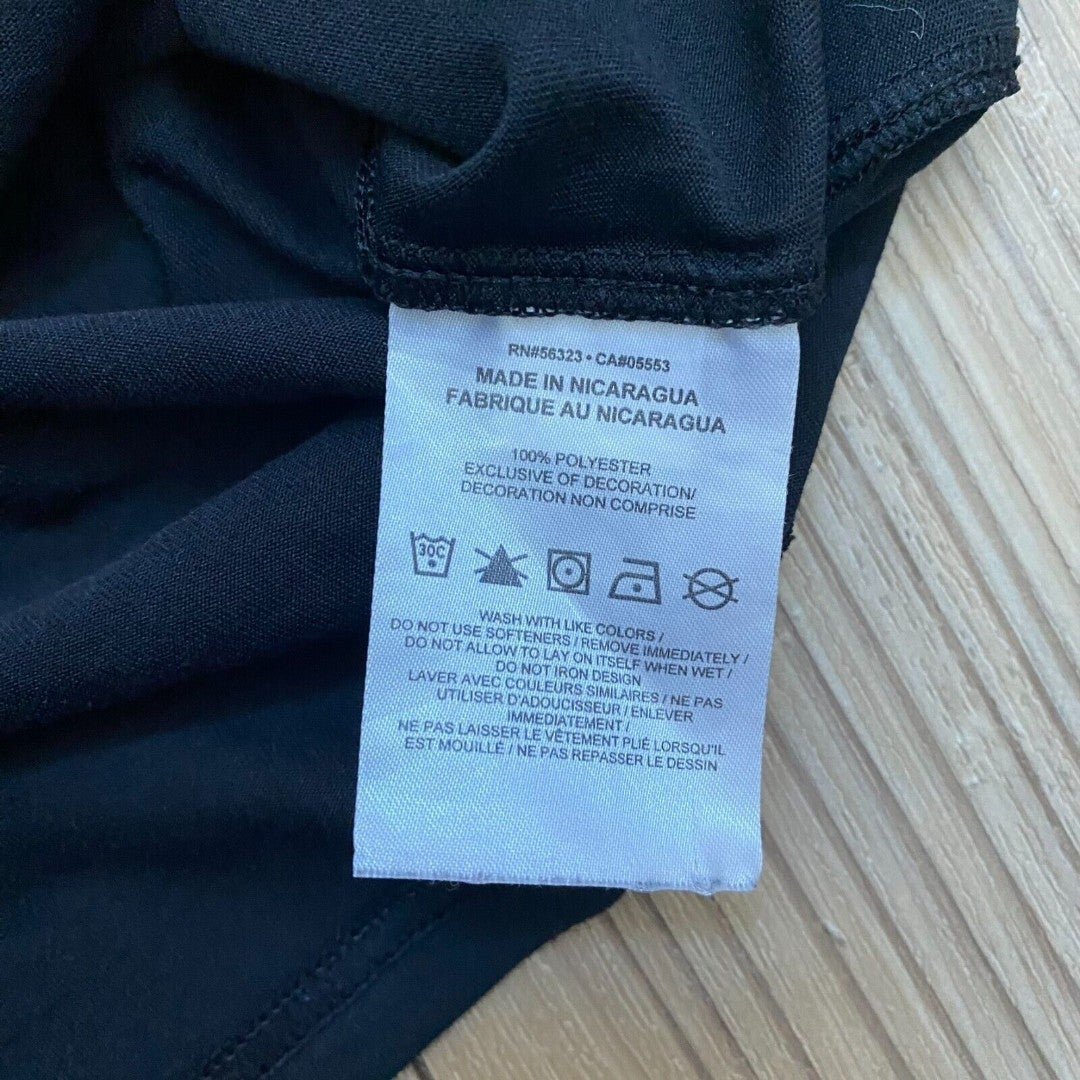 RN#56323 • CA#05553
MADE IN NICARAGUA
FABRIQUE AU NICARAGUA
100% POLYESTER
EXCLUSIVE OF DECORATION/
DECORATION NON COMPRISE
30C
WASH WITH LIKE COLORS /
DO NOT USE SOFTENERS / REMOVE IMMEDIATELY /
DO NOT ALLOW TO LAY ON ITSELF WHEN WET /
DO NOT IRON DESIGN
LAVER AVEC COULEURS SIMILAIRES / NE PAS
UTILISER D'ADOUCISSEUR / ENLEVER
IMMEDIATEMENT /
NE PAS LAISSER LE VÊTEMENT PLIÉ LORSQU'IL
EST MOUILLÉ / NE PAS REPASSER LE DESSIN